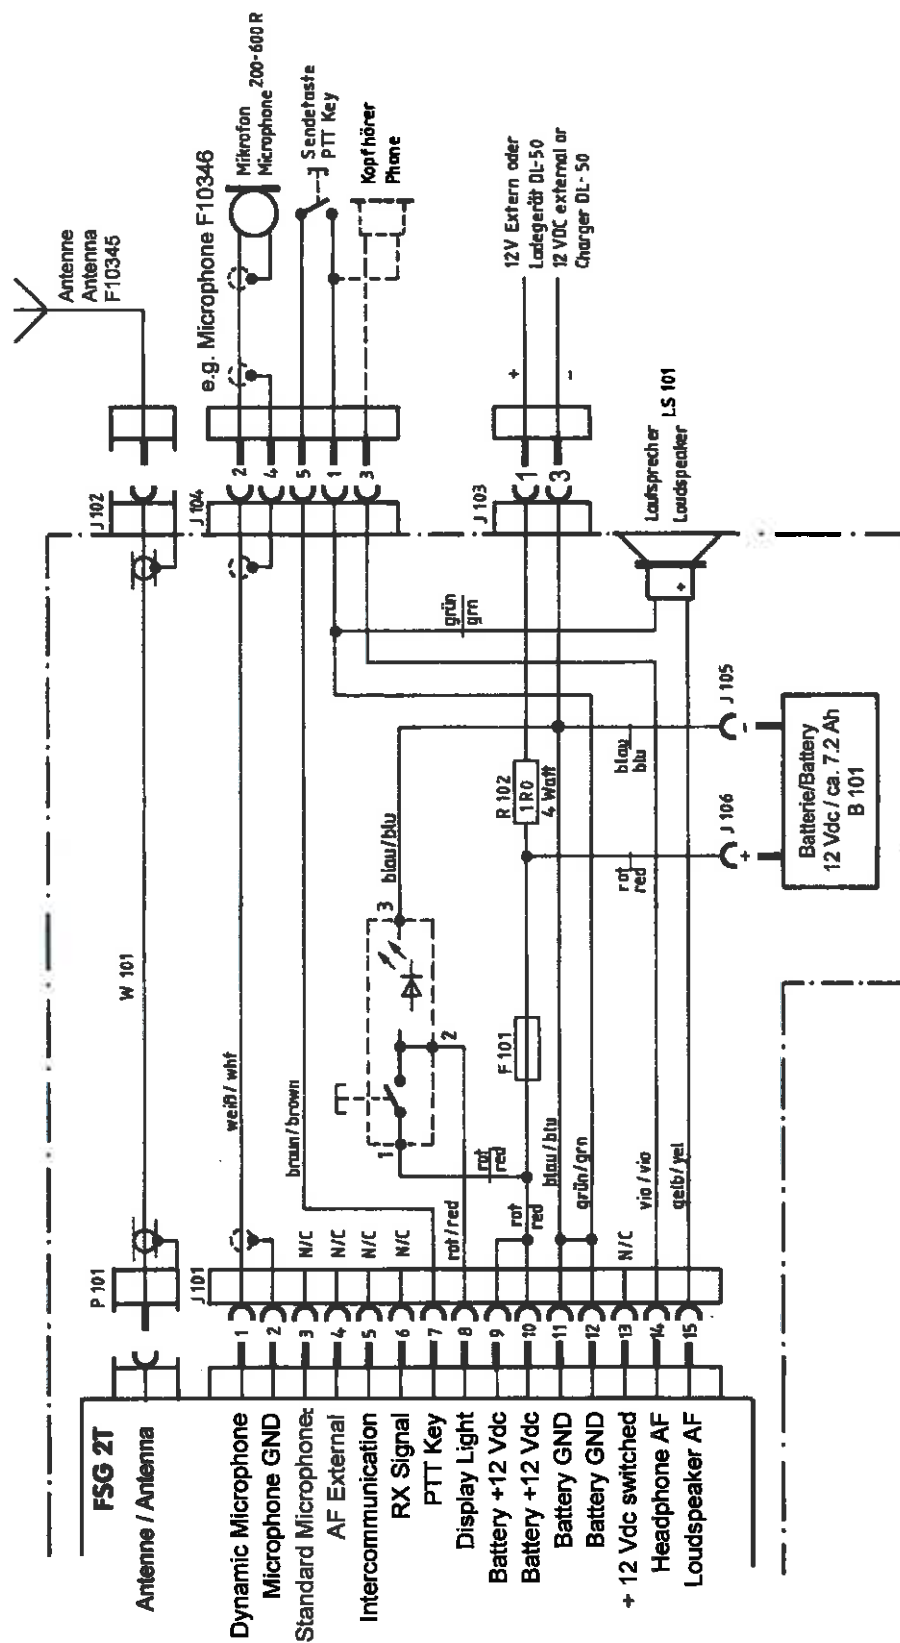 FSG 2T
Antenne / Antenna
Dynamic Microphone
Microphone GND
Standard Microphone
AF External
Intercommunication
RX Signal
PTT Key
Display Light
Battery +12 Vdc
Battery +12 Vdc
Battery GND
Battery GND
+ 12 Vdc switched
Headphone AF
Loudspeaker AF
1
2
3
4
5
6
7
8
9
10
11
12
13
14
15
P 101
J 101
N/C
N/C
N/C
N/C
N/C
W 101
weiß / wht
braun/brown
rot/red
rot
red
rot
red
blau/blu
grün/grn
vio / vio
gelb/yel
1
2
3
F 101
blau/blu
R 102
1R0
4 Watt
rot
red
blau
blu
grün
grn
J 106
J 105
+
-
Batterie/Battery
12 Vdc / ca. 7.2 Ah
B 101
J 102
J 104
J 103
2
4
5
1
3
1
3
+
-
Lautsprecher
Loudspeaker
LS 101
+
Antenne
Antenna
F10345
e.g. Microphone F10346
Mikrofon
Microphone 200-600R
Sendetaste
PTT Key
Kopfhörer
Phone
12V Extern oder
Ladegerät DL-50
12 VDC external or
Charger DL-50